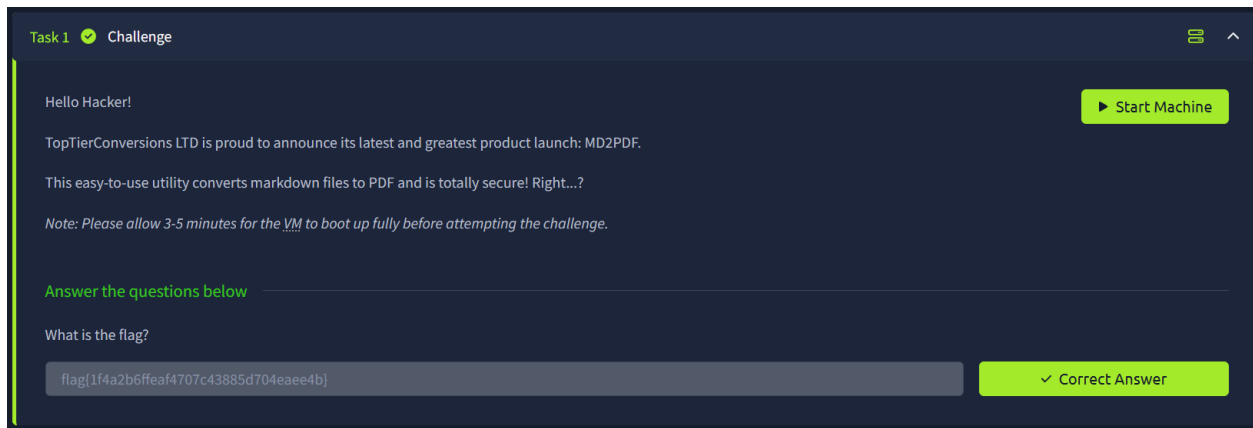 Task 1 Challenge
Hello Hacker!
Start Machine
TopTierConversions LTD is proud to announce its latest and greatest product launch: MD2PDF.
This easy-to-use utility converts markdown files to PDF and is totally secure! Right...?
Note: Please allow 3-5 minutes for the VM to boot up fully before attempting the challenge.
Answer the questions below
What is the flag?
flag{1f4a2b6ffeaf4707c43885d704eaee4b}
Correct Answer